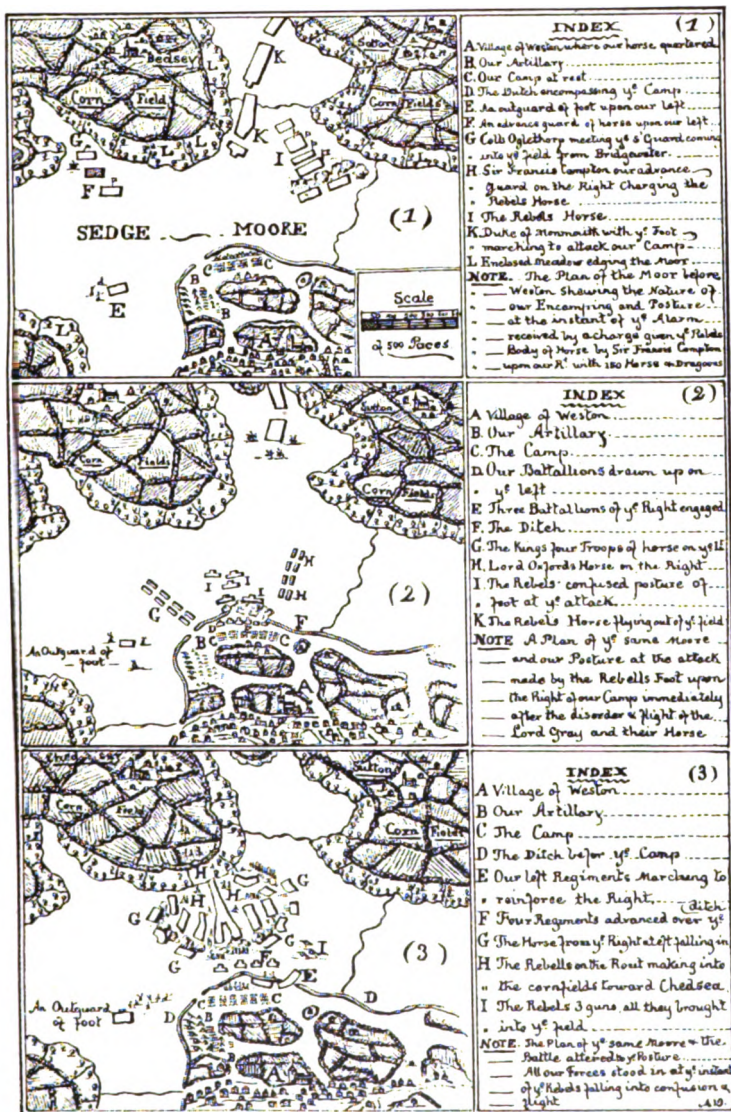 INDEX (1)
A. Village of Weston where our horse quartered
B. Our Artillary
C. Our Camp at rest
D. The Ditch encompassing yᵉ Camp
E. An outguard of foot upon our left
F. An advance guard of horse upon our left
G Collᵒ Oglethorp meeting yᵉ sᵈ Guard coming
" into yᵉ field from Bridgwater
H. Sir Francis Compton our advance
" guard on the Right Charging the
" Rebels Horse
I The Rebels Horse
K. Duke of Monmouth with yᵉ Foot
" marching to attack our Camp
L Enclosed Meadow edging the Moor
NOTE. The Plan of the Moor before
" Weston Shewing the Nature of
" our Encamping and Posture
" at the instant of yᵉ Alarm
" received by a charge given yᵉ Rebels
" Body of Horse by Sir Francis Compton
" upon our Rᵗ with 150 Horse & Dragoons
Bedsey
Sutton
Corn Field
Corn Fields
K
K
L
L
L
L
G
F
I
H
SEDGE MOORE
(1)
E
B
B
C
C
A
L
Scale
of 500 Paces
INDEX (2)
A Village of Weston
B. Our Artillary
C. The Camp
D. Our Battallions drawn up on
" yᵉ left
E Three Battallions of yᵉ Right engaged
F. The Ditch
G. The Kings four Troops of horse on yᵉ lt
H. Lord Oxfords Horse on the Right
I. The Rebels confused posture of
" foot at yᵉ attack
K The Rebels Horse flying out of yᵉ field
NOTE A Plan of yᵉ same Moore
and our Posture at the attack
made by the Rebells Foot upon
the Right of our Camp immediately
after the disorder & flight of the
Lord Gray and their Horse
Sutton
Corn Fields
Corn Fields
(2)
I
I
I
H
H
G
F
D
E
B
C
A
An Outguard of
foot
INDEX (3)
A Village of Weston
B Our Artillary
C The Camp
D The Ditch befor yᵉ Camp
E Our left Regiments Marching to
" reinforce the Right
F Four Regiments advanced over yᵉ (ditch
G The Horse from yᵉ Right & left falling in
H The Rebells on the Rout making into
" the cornfields toward Chedsea
I The Rebels 3 guns, all they brought
" into yᵉ field
NOTE. The Plan of yᵉ same Moore & the
Battle altered yᵉ Posture
All our Forces stood in at yᵉ instant
of yᵉ Rebels falling into confusion &
flight
Sutton
Corn Field
Corn Fields
H
H
H
G
G
G
G
F
I
(3)
E
D
D
C
C
B
B
A
An Outguard
of foot